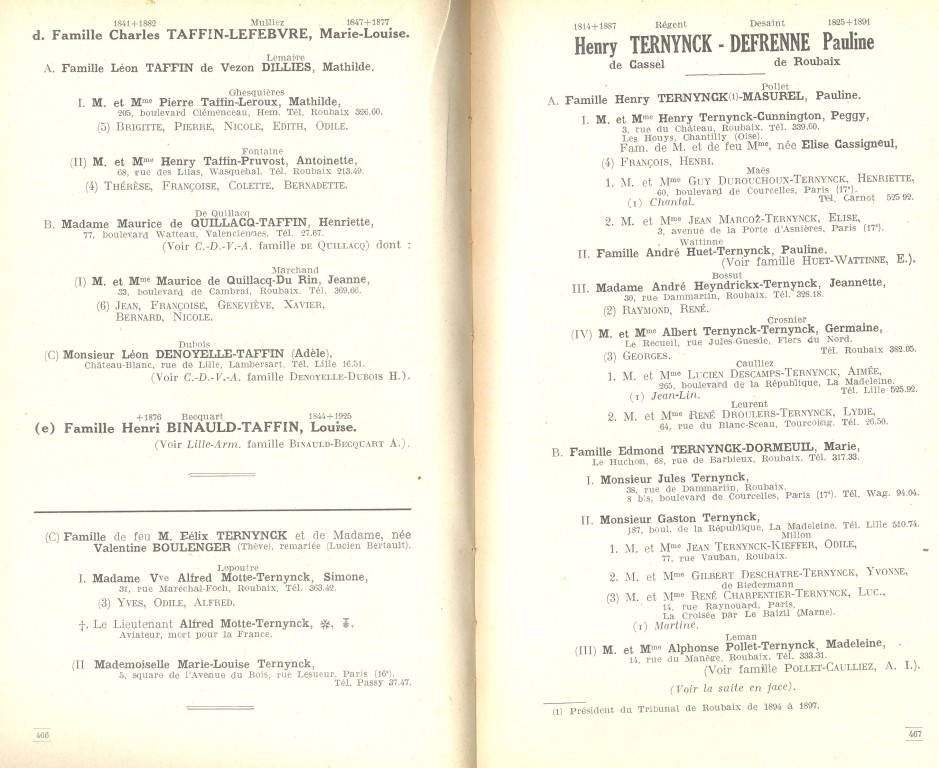 1841+1882 Mulliez 1847+1877
d. Famille Charles TAFFIN-LEFEBVRE, Marie-Louise.
Lemaire
A. Famille Léon TAFFIN de Vezon DILLIES, Mathilde.
Ghesquières
I. M. et Mme Pierre Taffin-Leroux, Mathilde,
205, boulevard Clémenceau, Hem. Tél. Roubaix 326.60.
(5) BRIGITTE, PIERRE, NICOLE, EDITH, ODILE.
Fontaine
(II) M. et Mme Henry Taffin-Pruvost, Antoinette,
68, rue des Lilas, Wasquehal. Tél. Roubaix 213.49.
(4) THÉRÈSE, FRANÇOISE, COLETTE, BERNADETTE.
De Quillacq
B. Madame Maurice de QUILLACQ-TAFFIN, Henriette,
77, boulevard Watteau, Valenciennes. Tél. 27.67.
(Voir C.-D.-V.-A. famille DE QUILLACQ) dont :
Marchand
(I) M. et Mme Maurice de Quillacq-Du Rin, Jeanne,
33, boulevard de Cambrai, Roubaix. Tél. 369.66.
(6) JEAN, FRANÇOISE, GENEVIÈVE, XAVIER,
BERNARD, NICOLE.
Dubois
(C) Monsieur Léon DENOYELLE-TAFFIN (Adèle),
Château-Blanc, rue de Lille, Lambersart. Tél. Lille 16.51.
(Voir C.-D.-V.-A. famille DENOYELLE-DUBOIS H.).
+1876 Becquart 1844+1925
(e) Famille Henri BINAULD-TAFFIN, Louise.
(Voir Lille-Arm. famille BINAULD-BECQUART A.).
(C) Famille de feu M. Félix TERNYNCK et de Madame, née
Valentine BOULENGER (Thève), remariée (Lucien Bertault).
Lepoutre
I. Madame Vve Alfred Motte-Ternynck, Simone,
31, rue Maréchal-Foch, Roubaix, Tél. 363.42.
(3) YVES, ODILE, ALFRED.
†. Le Lieutenant Alfred Motte-Ternynck,
Aviateur, mort pour la France.
(II Mademoiselle Marie-Louise Ternynck,
5, square de l'Avenue du Bois, rue Lesueur, Paris (16e).
Tél. Passy 37.47.
466
1814+1887 Régent Desaint 1825+1891
Henry TERNYNCK - DEFRENNE Pauline
de Cassel de Roubaix
Pollet
A. Famille Henry TERNYNCK(1)-MASUREL, Pauline.
I. M. et Mme Henry Ternynck-Cunnington, Peggy,
3, rue du Château, Roubaix. Tél. 339.60.
Les Houys, Chantilly (Oise).
Fam. de M. et de feu Mme, née Elise Cassigneul,
(4) FRANÇOIS, HENRI.
Maës
1. M. et Mme GUY DUROUCHOUX-TERNYNCK, HENRIETTE,
60, boulevard de Courcelles, Paris (17e).
Tél. Carnot 525 92.
(1) Chantal.
2. M. et Mme JEAN MARCOZ-TERNYNCK, ELISE,
3, avenue de la Porte d'Asnières, Paris (17e).
Wattinne
II. Famille André Huet-Ternynck, Pauline.
(Voir famille HUET-WATTINNE, E.).
Bossut
III. Madame André Heyndrickx-Ternynck, Jeannette,
30, rue Dammartin, Roubaix. Tél. 328.18.
(2) RAYMOND, RENÉ.
Crosnier
(IV) M. et Mme Albert Ternynck-Ternynck, Germaine,
Le Recueil, rue Jules-Guesde, Flers du Nord.
Tél. Roubaix 382.05.
(3) GEORGES.
Caulliez
1. M. et Mme LUCIEN DESCAMPS-TERNYNCK, AIMÉE,
265, boulevard de la République, La Madeleine.
Tél. Lille 525.92.
(1) Jean-Lin.
Leurent
2. M. et Mme RENÉ DROULERS-TERNYNCK, LYDIE,
64, rue du Blanc-Sceau, Tourcoing. Tél. 26.50.
B. Famille Edmond TERNYNCK-DORMEUIL, Marie,
Le Huchon, 68, rue de Barbieux, Roubaix. Tél. 317.33.
I. Monsieur Jules Ternynck,
38, rue de Dammartin, Roubaix.
8 bis, boulevard de Courcelles, Paris (17e). Tél. Wag. 94.04.
II. Monsieur Gaston Ternynck,
187, boul. de la République, La Madeleine. Tél. Lille 510.74.
Millon
1. M. et Mme JEAN TERNYNCK-KIEFFER, ODILE,
77, rue Vauban, Roubaix.
2. M. et Mme GILBERT DESCHATRE-TERNYNCK, YVONNE,
de Biedermann
(3) M. et Mme RENÉ CHARPENTIER-TERNYNCK, LUC.,
14, rue Raynouard, Paris.
La Croisée par Le Baizil (Marne).
(1) Martine.
Leman
(III) M. et Mme Alphonse Pollet-Ternynck, Madeleine,
14, rue du Manège, Roubaix. Tél. 333.31.
(Voir famille POLLET-CAULLIEZ, A. I.).
(Voir la suite en face).
(1) Président du Tribunal de Roubaix de 1894 à 1897.
467